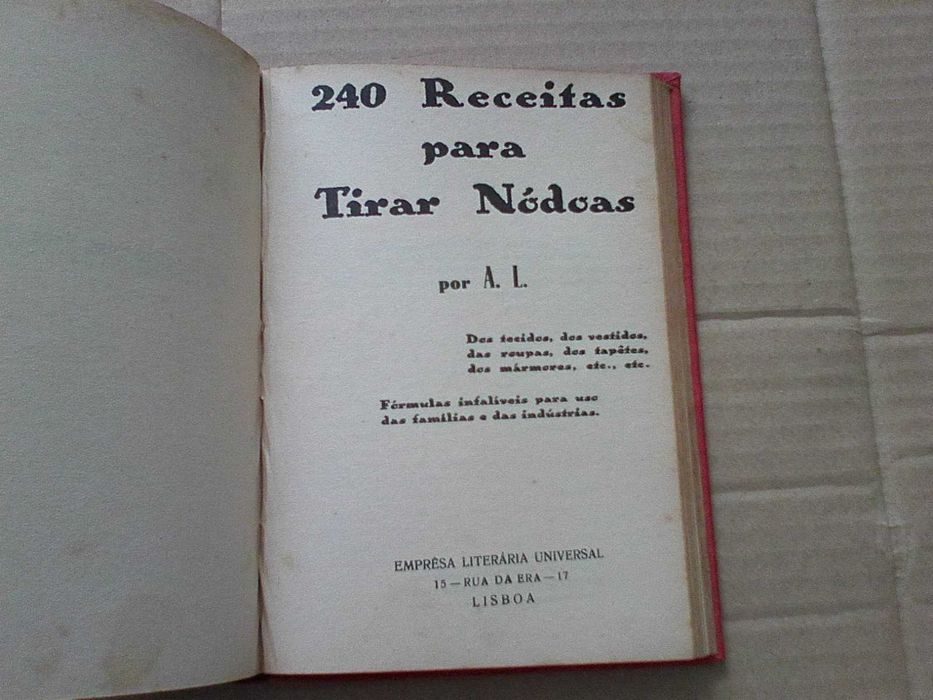 240 Receitas
para
Tirar Nódoas
por A. L.
Dos tecidos, dos vestidos,
das roupas, dos tapêtes,
dos mármores, etc., etc.
Fórmulas infalíveis para uso
das famílias e das indústrias.
EMPRÊSA LITERÁRIA UNIVERSAL
15 — RUA DA ERA — 17
LISBOA